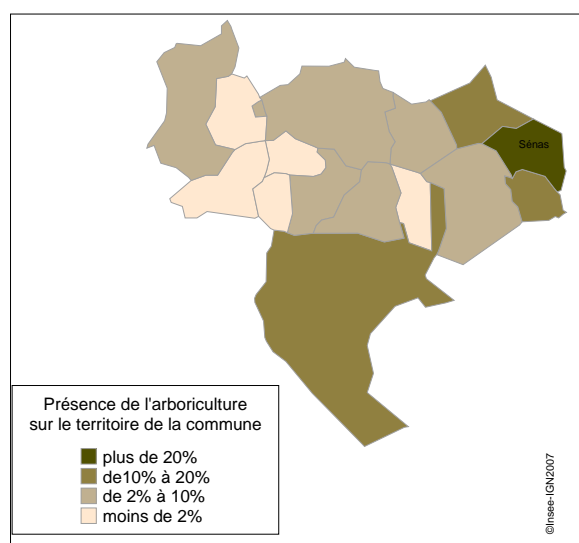 Sénas
Présence de l'arboriculture
sur le territoire de la commune
plus de 20%
de10% à 20%
de 2% à 10%
moins de 2%
©Insee-IGN2007